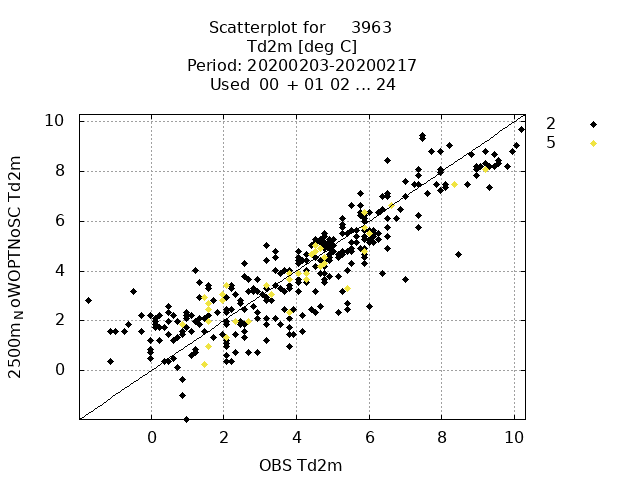 Scatterplot for 3963
Td2m [deg C]
Period: 20200203-20200217
Used 00 + 01 02 ... 24
2
5
10
8
6
4
2
0
2500m_NoWOPTNoSC Td2m
0 2 4 6 8 10
OBS Td2m